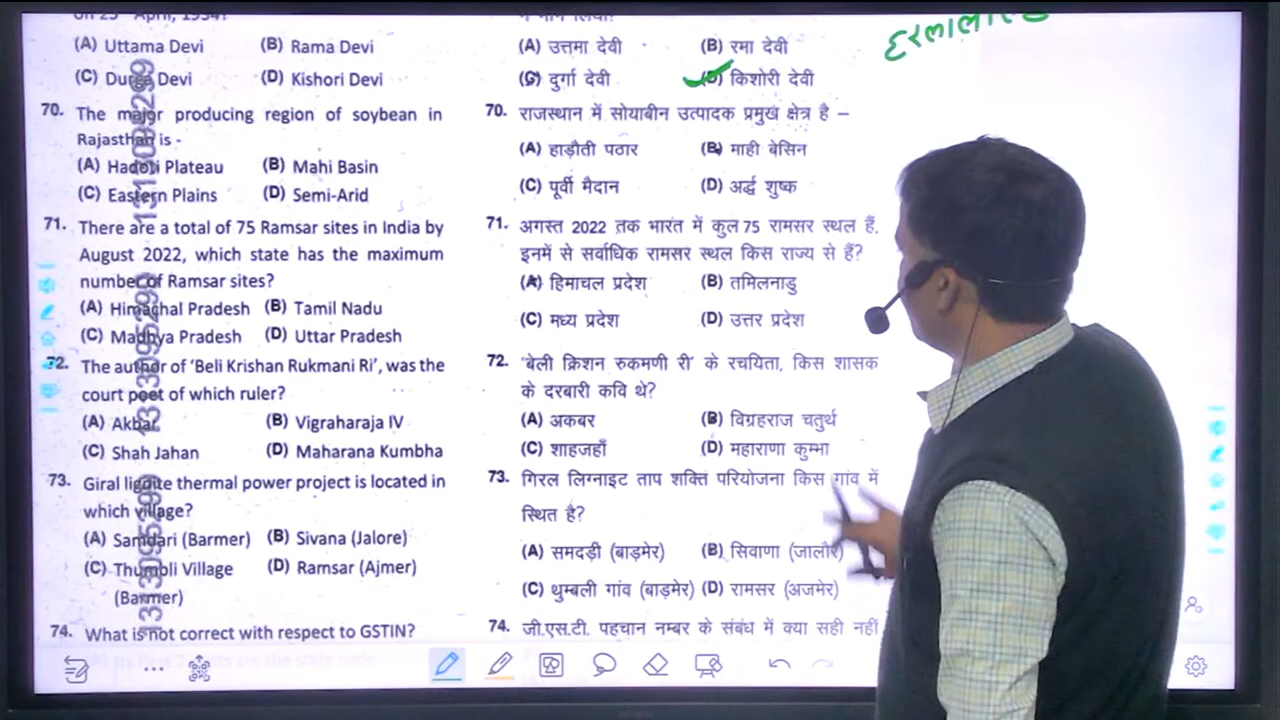 (A) Uttama Devi (B) Rama Devi
(C) Durga Devi (D) Kishori Devi
70. The major producing region of soybean in
Rajasthan is -
(A) Hadoti Plateau (B) Mahi Basin
(C) Eastern Plains (D) Semi-Arid
71. There are a total of 75 Ramsar sites in India by
August 2022, which state has the maximum
number of Ramsar sites?
(A) Himachal Pradesh (B) Tamil Nadu
(C) Madhya Pradesh (D) Uttar Pradesh
72. The author of 'Beli Krishan Rukmani Ri', was the
court poet of which ruler?
(A) Akbar (B) Vigraharaja IV
(C) Shah Jahan (D) Maharana Kumbha
73. Giral lignite thermal power project is located in
which village?
(A) Samdari (Barmer) (B) Sivana (Jalore)
(C) Thumbli Village (D) Ramsar (Ajmer)
(Barmer)
74. What is not correct with respect to GSTIN?
(A) उत्तमा देवी (B) रमा देवी
(C) दुर्गा देवी (D) किशोरी देवी
70. राजस्थान में सोयाबीन उत्पादक प्रमुख क्षेत्र है –
(A) हाड़ौती पठार (B) माही बेसिन
(C) पूर्वी मैदान (D) अर्द्ध शुष्क
71. अगस्त 2022 तक भारत में कुल 75 रामसर स्थल हैं,
इनमें से सर्वाधिक रामसर स्थल किस राज्य से हैं?
(A) हिमाचल प्रदेश (B) तमिलनाडु
(C) मध्य प्रदेश (D) उत्तर प्रदेश
72. 'बेली क्रिशन रुकमणी री' के रचयिता, किस शासक
के दरबारी कवि थे?
(A) अकबर (B) विग्रहराज चतुर्थ
(C) शाहजहाँ (D) महाराणा कुम्भा
73. गिरल लिग्नाइट ताप शक्ति परियोजना किस गांव में
स्थित है?
(A) समदड़ी (बाड़मेर) (B) सिवाणा (जालौर)
(C) थुम्बली गांव (बाड़मेर) (D) रामसर (अजमेर)
74. जी.एस.टी. पहचान नम्बर के संबंध में क्या सही नहीं